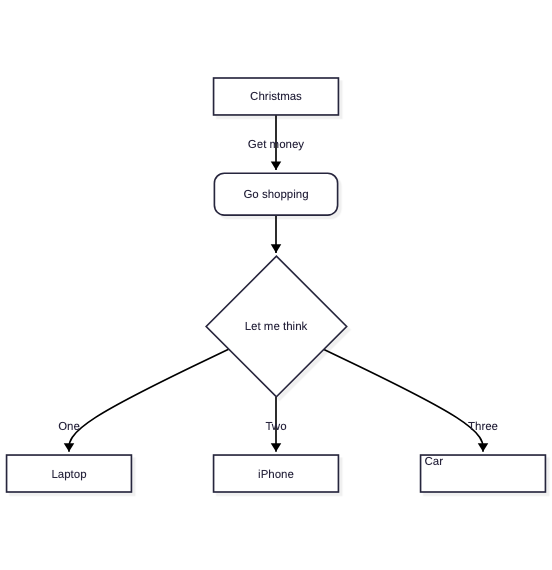 Christmas
Get money
Go shopping
Let me think
One
Two
Three
Laptop
iPhone
Car